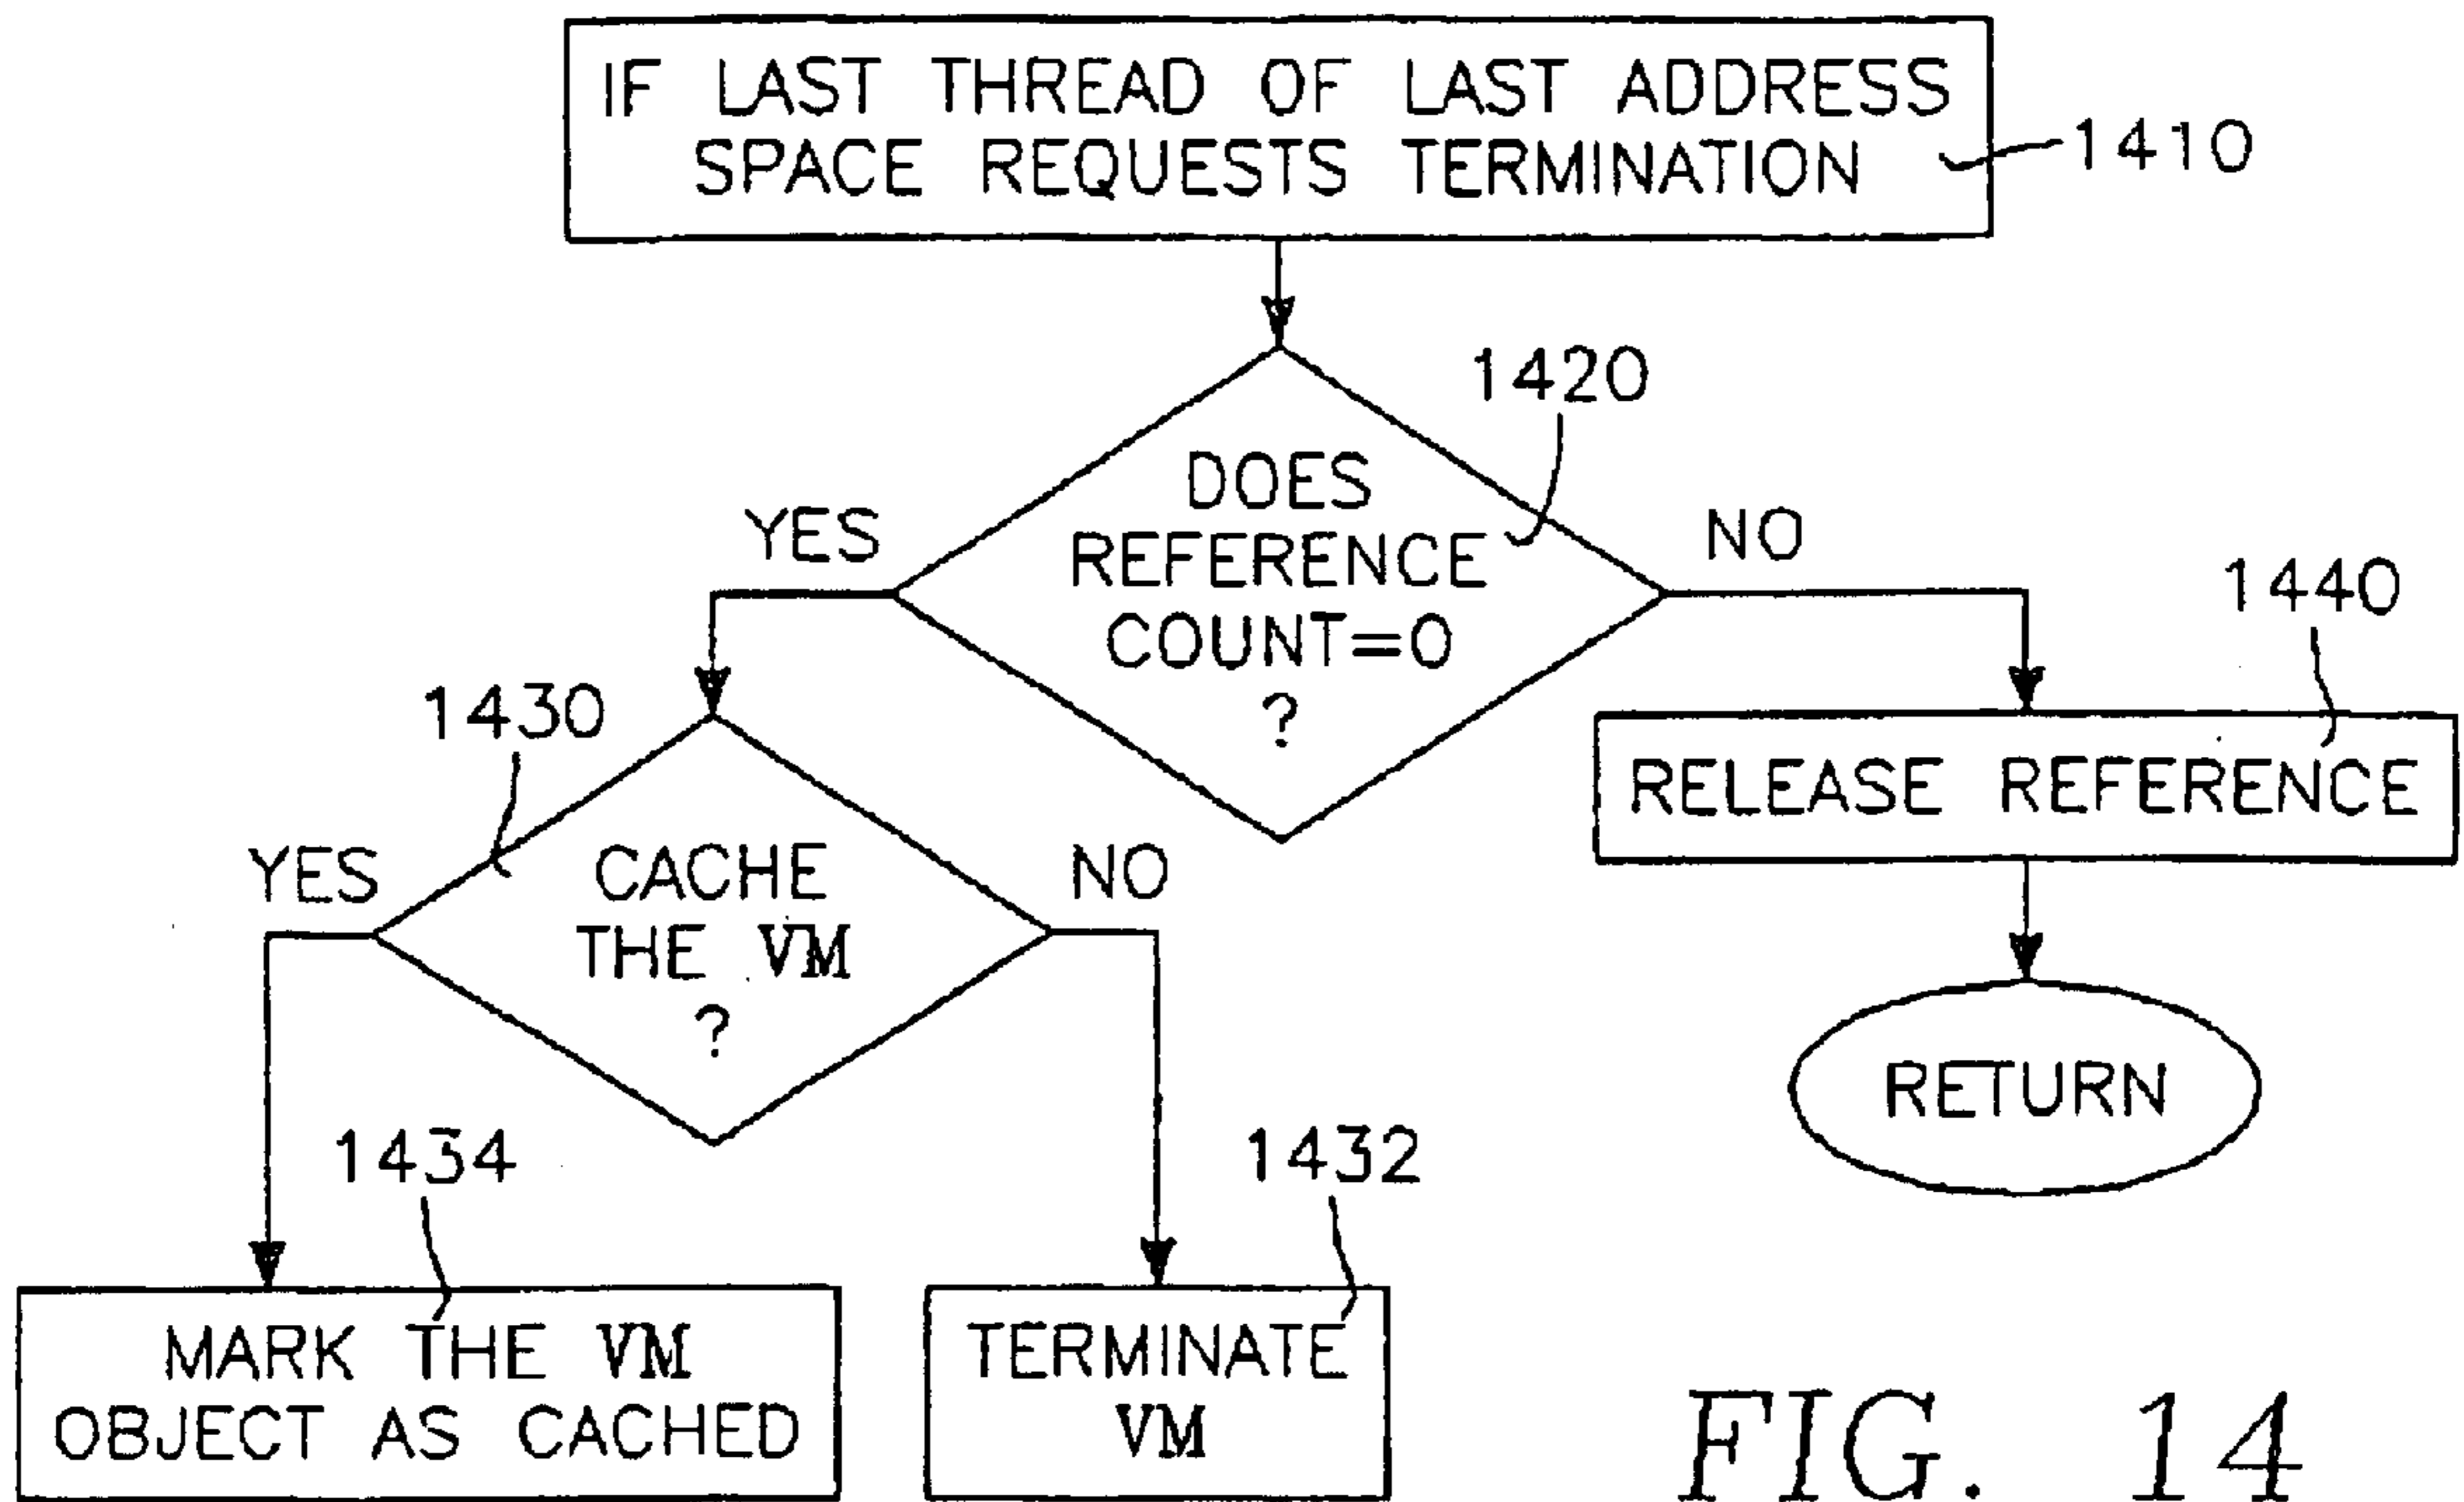 IF LAST THREAD OF LAST ADDRESS
SPACE REQUESTS TERMINATION
1410
1420
DOES
REFERENCE
COUNT=0
?
YES
NO
1440
RELEASE REFERENCE
RETURN
1430
CACHE
THE VM
?
YES
NO
1434
MARK THE VM
OBJECT AS CACHED
1432
TERMINATE
VM
FIG. 14